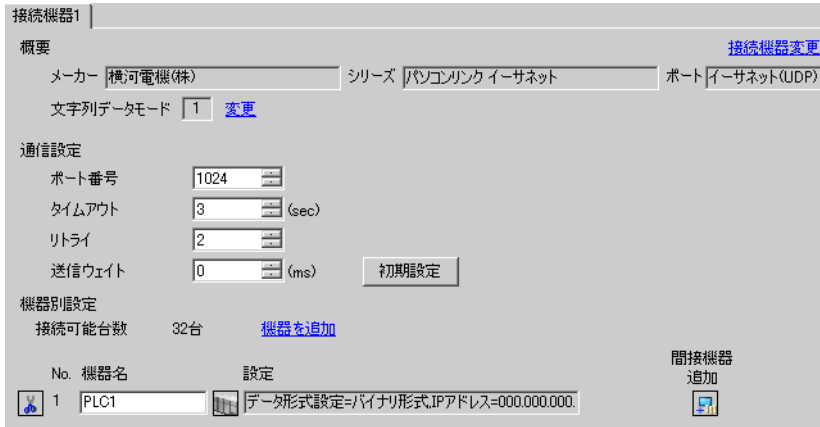 接続機器1
概要
接続機器変更
メーカー 横河電機(株) シリーズ パソコンリンク イーサネット ポート イーサネット(UDP)
文字列データモード 1 変更
通信設定
ポート番号 1024
タイムアウト 3 (sec)
リトライ 2
送信ウェイト 0 (ms) 初期設定
機器別設定
接続可能台数 32台 機器を追加
間接機器
No. 機器名 設定 追加
1 PLC1 データ形式設定=バイナリ形式,IPアドレス=000.000.000.